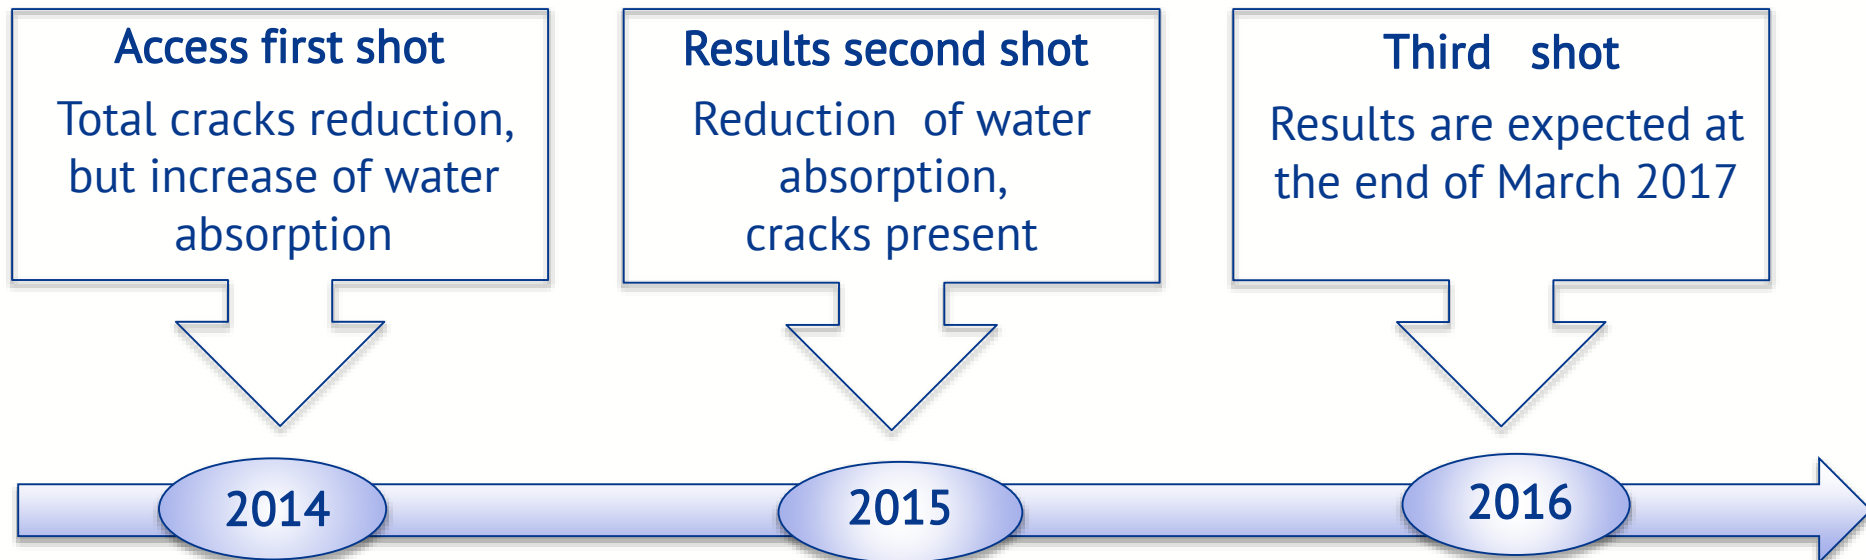 Access first shot
Total cracks reduction,
but increase of water
absorption
Results second shot
Reduction of water
absorption,
cracks present
Third shot
Results are expected at
the end of March 2017
2014
2015
2016